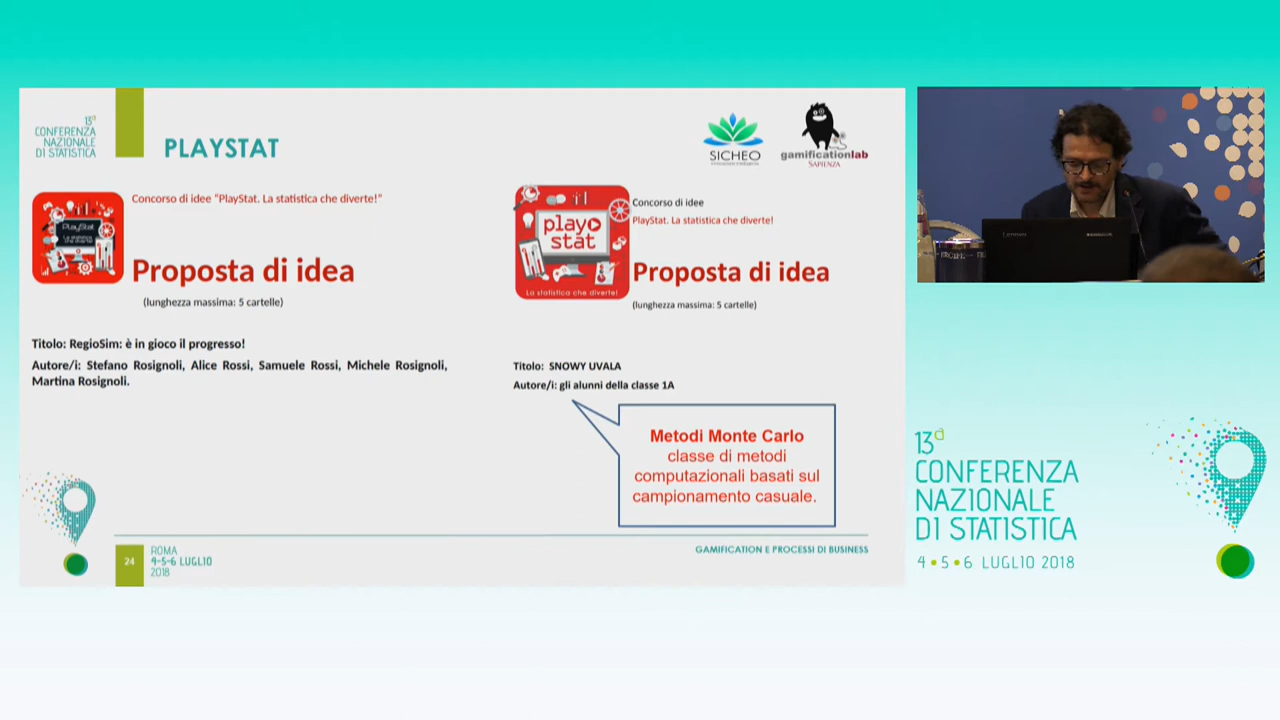 13a
CONFERENZA
NAZIONALE
DI STATISTICA
PLAYSTAT
SICHEO
gamificationlab
SAPIENZA
Concorso di idee "PlayStat. La statistica che diverte!"
PlayStat
Proposta di idea
(lunghezza massima: 5 cartelle)
Titolo: RegioSim: è in gioco il progresso!
Autore/i: Stefano Rosignoli, Alice Rossi, Samuele Rossi, Michele Rosignoli,
Martina Rosignoli.
Concorso di idee
PlayStat. La statistica che diverte!
play
stat
La statistica che diverte!
Proposta di idea
(lunghezza massima: 5 cartelle)
Titolo: SNOWY UVALA
Autore/i: gli alunni della classe 1A
Metodi Monte Carlo
classe di metodi
computazionali basati sul
campionamento casuale.
24
ROMA
4-5-6 LUGLIO
2018
GAMIFICATION E PROCESSI DI BUSINESS
Lenovo
13a
CONFERENZA
NAZIONALE
DI STATISTICA
4•5•6 LUGLIO 2018